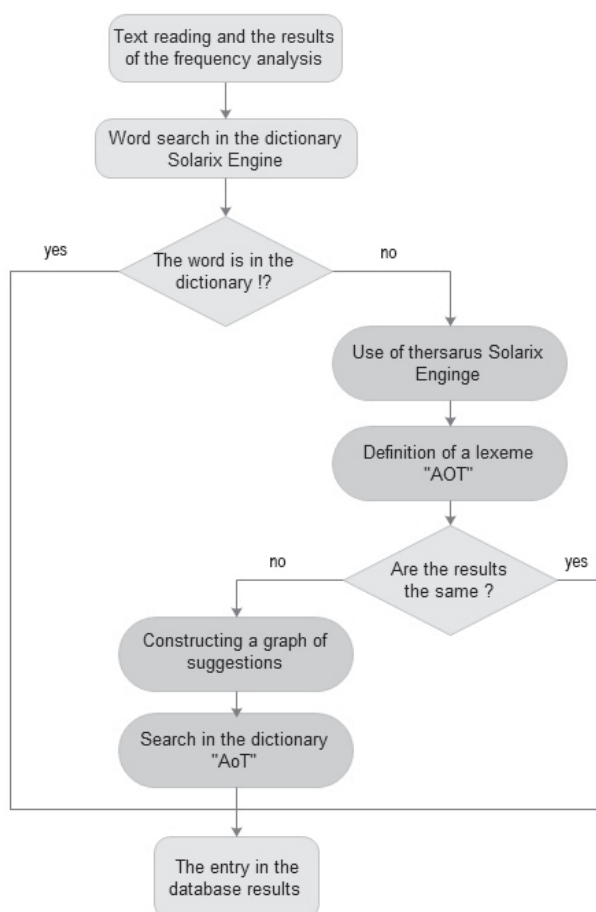 Text reading and the results
of the frequency analysis
Word search in the dictionary
Solarix Engine
yes
The word is in the
dictionary !?
no
Use of thersarus Solarix
Enginge
Definition of a lexeme
"AOT"
no
Are the results
the same ?
yes
Constructing a graph of
suggestions
Search in the dictionary
"AoT"
The entry in the
database results